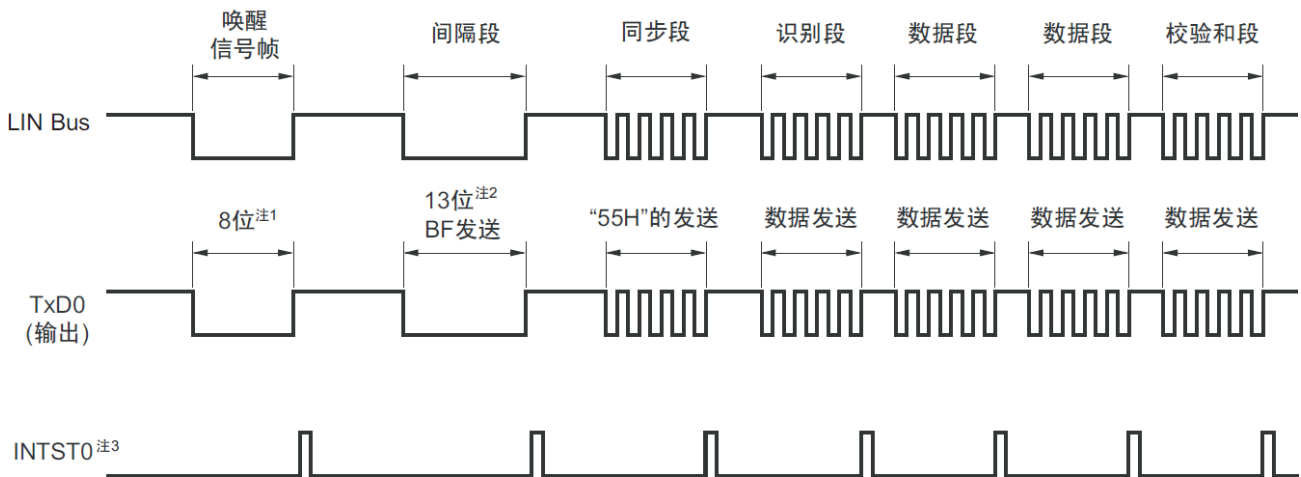 唤醒
信号帧
间隔段
同步段
识别段
数据段
数据段
校验和段
LIN Bus
8位注1
13位注2
BF发送
“55H”的发送
数据发送
数据发送
数据发送
数据发送
TxD0
(输出)
INTST0注3